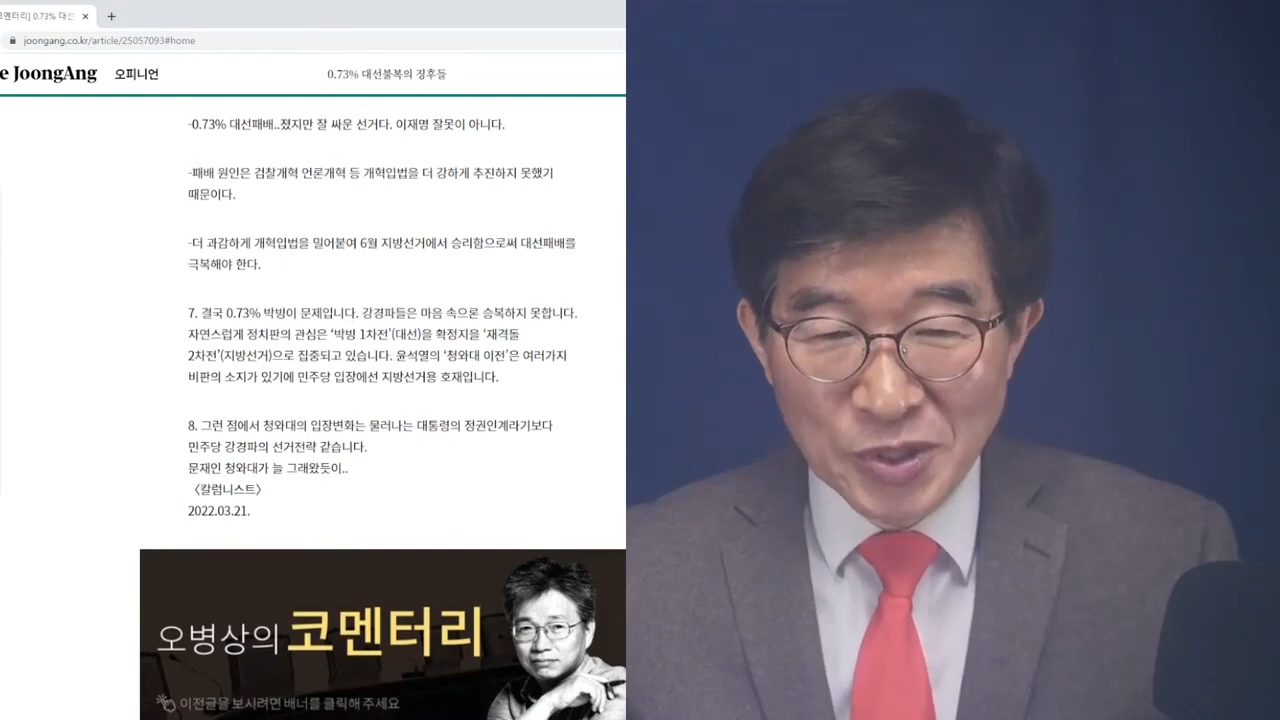 코멘터리] 0.73% 대선
joongang.co.kr/article/25057093#home
e JoongAng 오피니언 0.73% 대선불복의 징후들
-0.73% 대선패배..졌지만 잘 싸운 선거다. 이재명 잘못이 아니다.
-패배 원인은 검찰개혁 언론개혁 등 개혁입법을 더 강하게 추진하지 못했기
때문이다.
-더 과감하게 개혁입법을 밀어붙여 6월 지방선거에서 승리함으로써 대선패배를
극복해야 한다.
7. 결국 0.73% 박빙이 문제입니다. 강경파들은 마음 속으론 승복하지 못합니다.
자연스럽게 정치판의 관심은 ‘박빙 1차전’(대선)을 확정지을 ‘재격돌
2차전’(지방선거)으로 집중되고 있습니다. 윤석열의 ‘청와대 이전’은 여러가지
비판의 소지가 있기에 민주당 입장에선 지방선거용 호재입니다.
8. 그런 점에서 청와대의 입장변화는 물러나는 대통령의 정권인계라기보다
민주당 강경파의 선거전략 같습니다.
문재인 청와대가 늘 그래왔듯이..
〈칼럼니스트〉
2022.03.21.
오병상의 코멘터리
이전글을 보시려면 배너를 클릭해 주세요